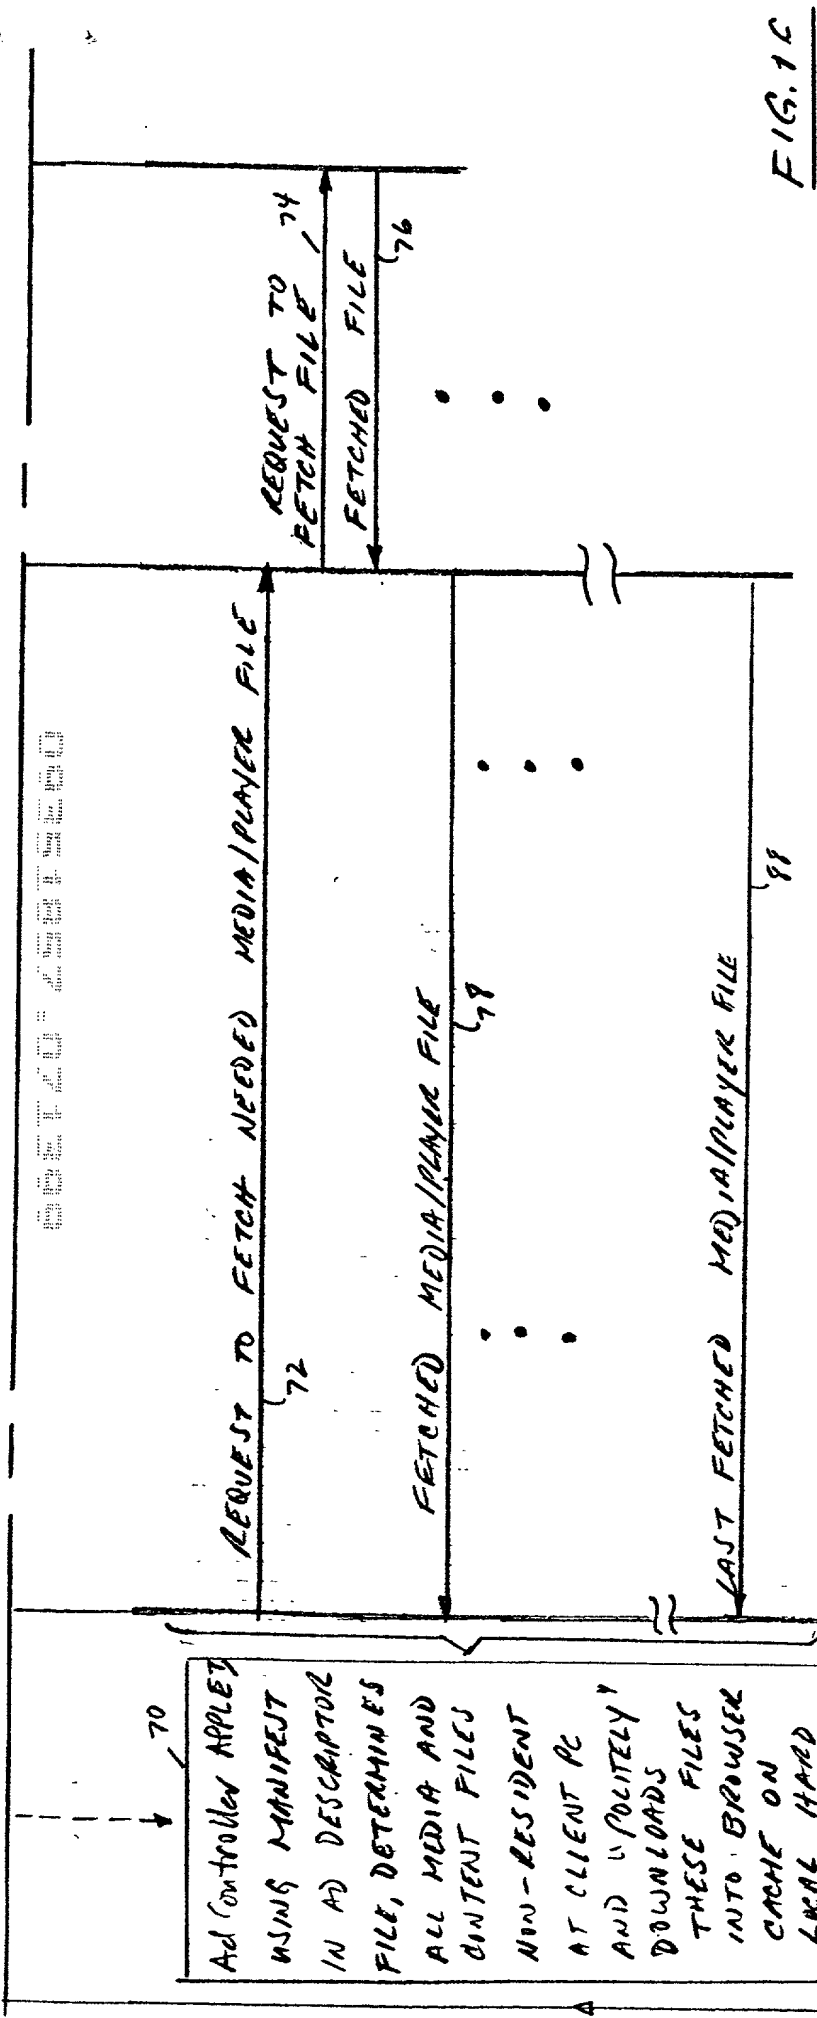 70
Ad Controller APPLET
USING MANIFEST
IN AD DESCRIPTOR
FILE, DETERMINES
ALL MEDIA AND
CONTENT FILES
NON-RESIDENT
AT CLIENT PC
AND "POLITELY"
DOWNLOADS
THESE FILES
INTO BROWSER
CACHE ON
LOCAL HARD
REQUEST TO FETCH NEEDED MEDIA/PLAYER FILE
72
REQUEST TO
FETCH FILE
74
FETCHED FILE
76
FETCHED MEDIA/PLAYER FILE
78
LAST FETCHED MEDIA/PLAYER FILE
88
FIG. 1C